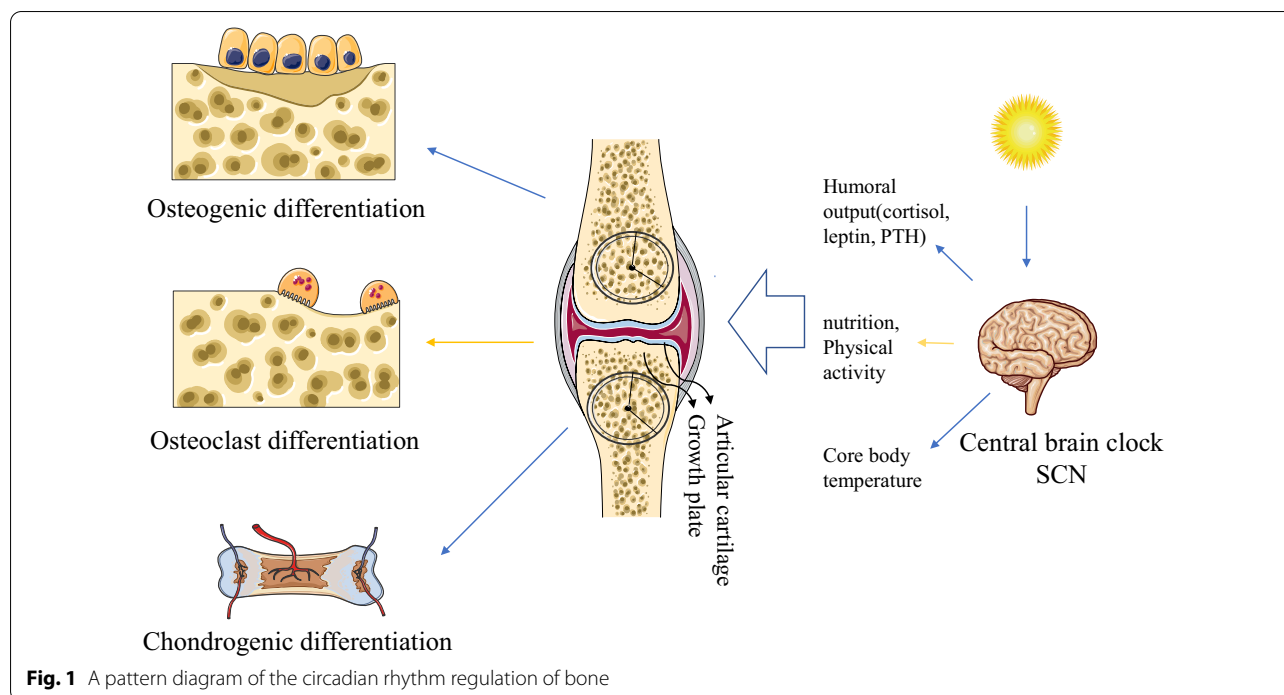 Osteogenic differentiation
Osteoclast differentiation
Chondrogenic differentiation
Articular cartilage
Growth plate
Humoral
output(cortisol,
leptin, PTH)
nutrition,
Physical
activity
Core body
temperature
Central brain clock
SCN
Fig. 1 A pattern diagram of the circadian rhythm regulation of bone